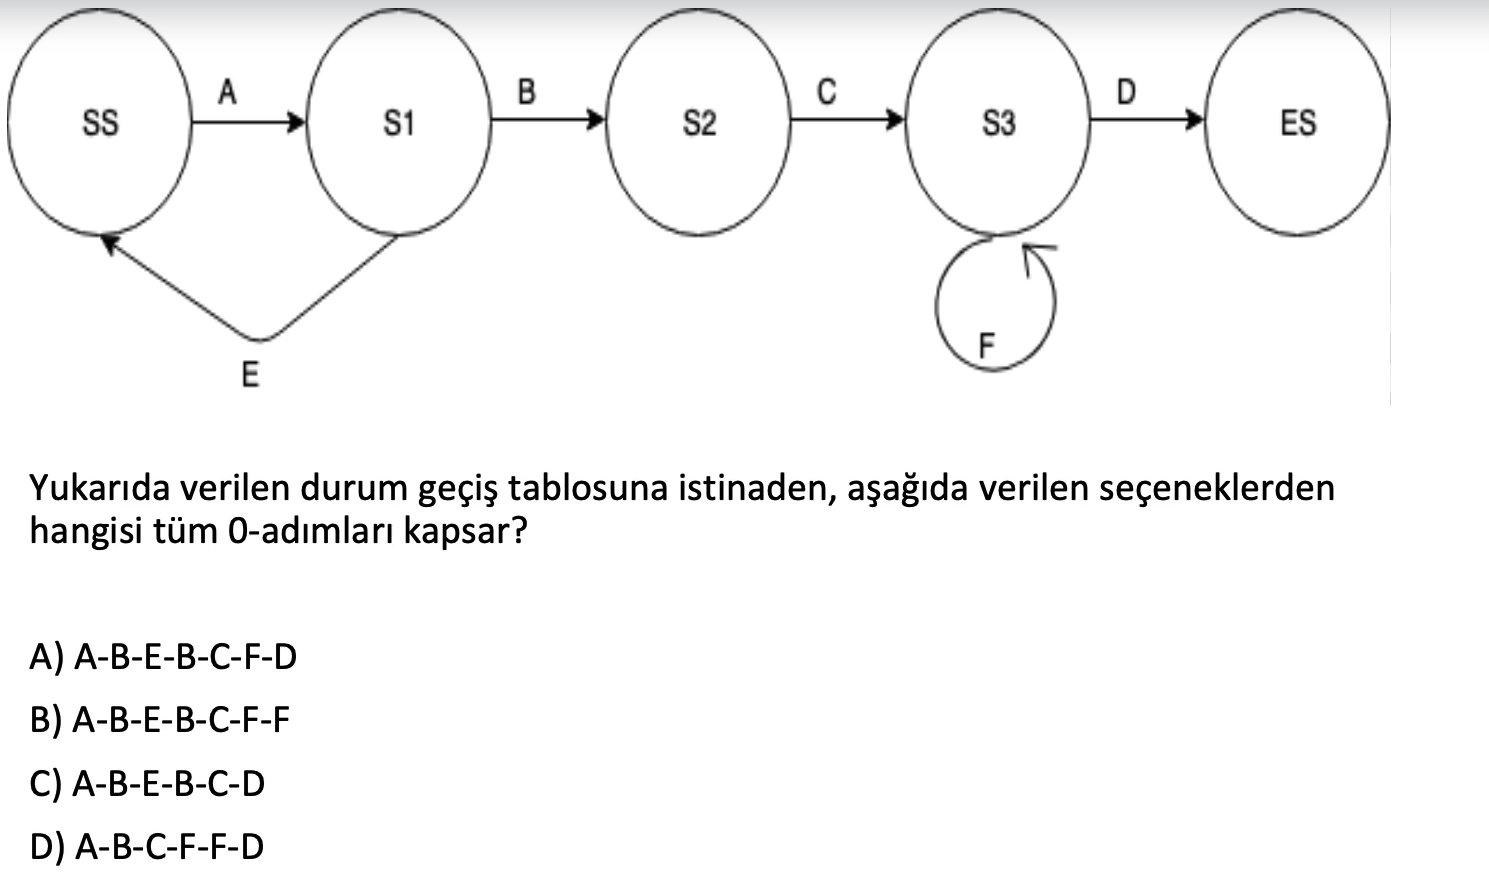 A
B
C
D
SS
S1
S2
S3
ES
F
E
Yukarıda verilen durum geçiş tablosuna istinaden, aşağıda verilen seçeneklerden
hangisi tüm 0-adımları kapsar?
A) A-B-E-B-C-F-D
B) A-B-E-B-C-F-F
C) A-B-E-B-C-D
D) A-B-C-F-F-D